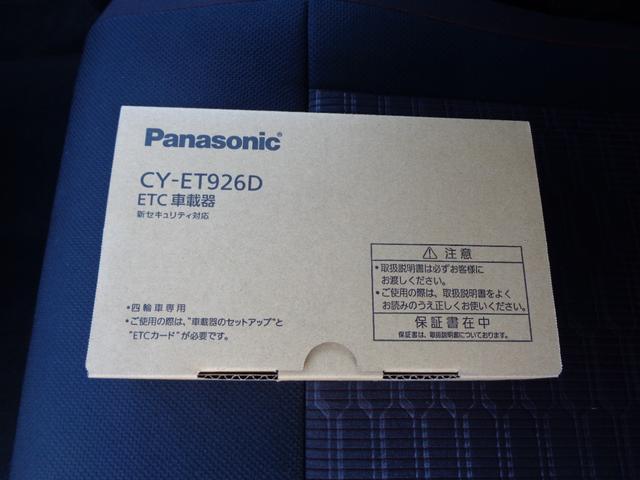 Panasonic®
CY-ET926D
ETC 車載器
新セキュリティ対応
⚠ 注意
•取扱説明書は必ずお客様に
お渡しください。
•ご使用の際は、取扱説明書をよく
お読みのうえ正しくお使いください。
保証書在中
保証書は、取扱説明書についております。
•四輪車専用
•ご使用の際は、"車載器のセットアップ"と
"ETCカード"が必要です。